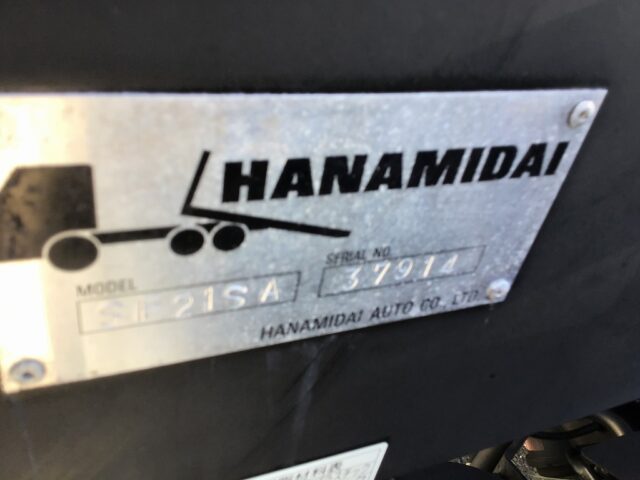 HANAMIDAI
MODEL
SERIAL NO.
37914
HANAMIDAI AUTO CO., LTD.